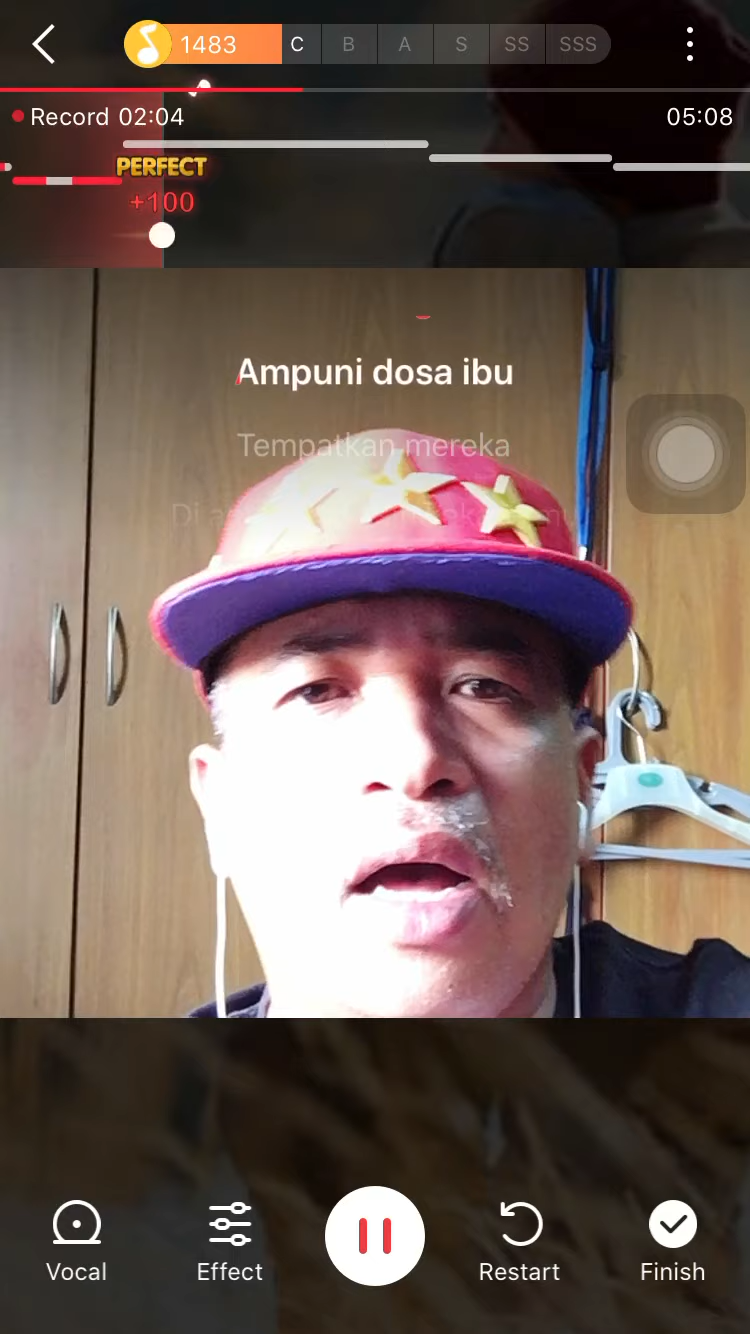 1483 C B A S SS SSS
Record 02:04 05:08
PERFECT
+100
Ampuni dosa ibu
Tempatkan mereka
Di
Vocal Effect Restart Finish